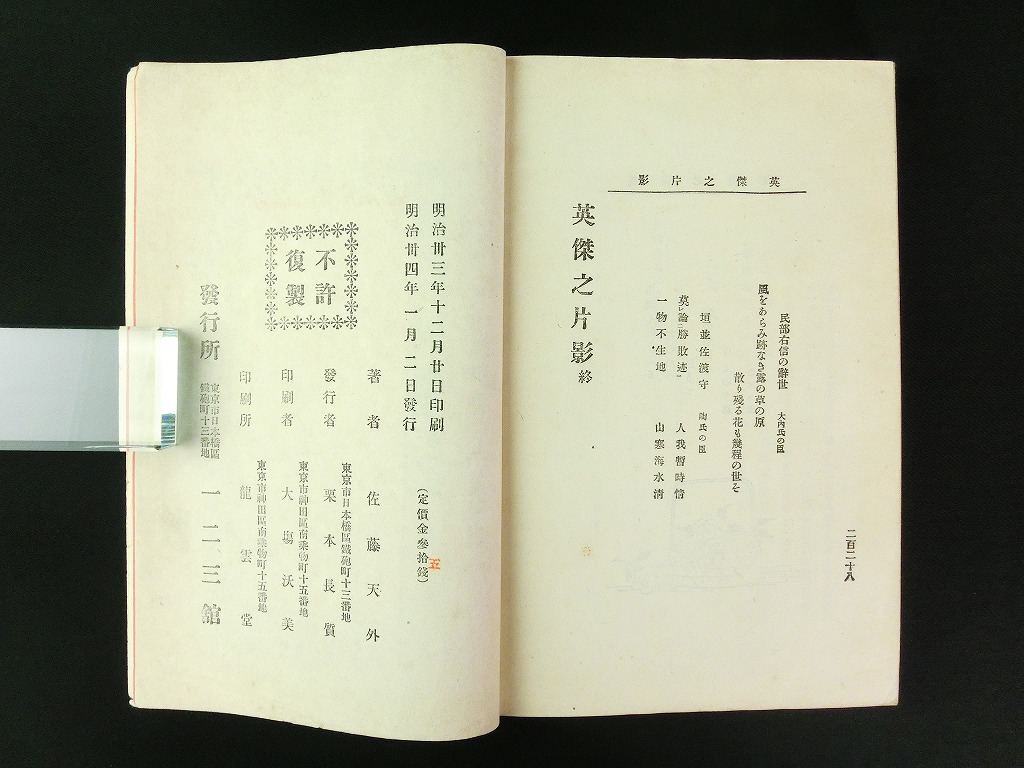 英傑之片影
民部右信の辭世 大内氏の臣
風をあらみ跡なき露の草の原
散り殘る花も幾程の世そ
垣並佐渡守 陶氏の臣
莫論勝敗述 人我暫時情
一物不生地 山寒海水淸
英傑之片影 終
二百二十八
明治卅三年十二月廿日印刷
明治卅四年一月二日發行
(定價金參拾錢)
五
不許
復製
著者 佐藤天外
東京市日本橋區鐵砲町十三番地
發行者 栗本長質
東京市神田區南乘物町十五番地
印刷者 大塲沃美
東京市神田區南乘物町十五番地
印刷所 龍雲堂
東京市日本橋區
鐵砲町十三番地
發行所 一二三館